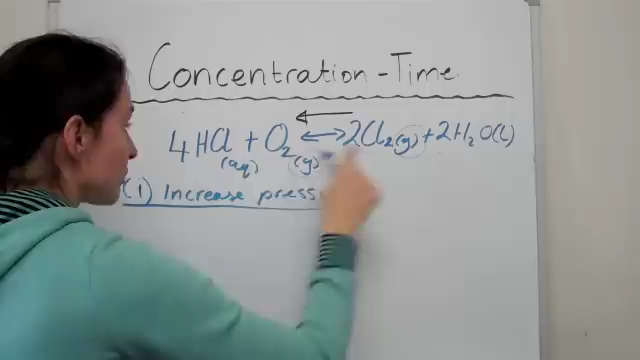 Concentration - Time
4HCl + O2 ⇌ 2Cl2(g) + 2H2O(l)
(aq) (g)
(1) Increase press